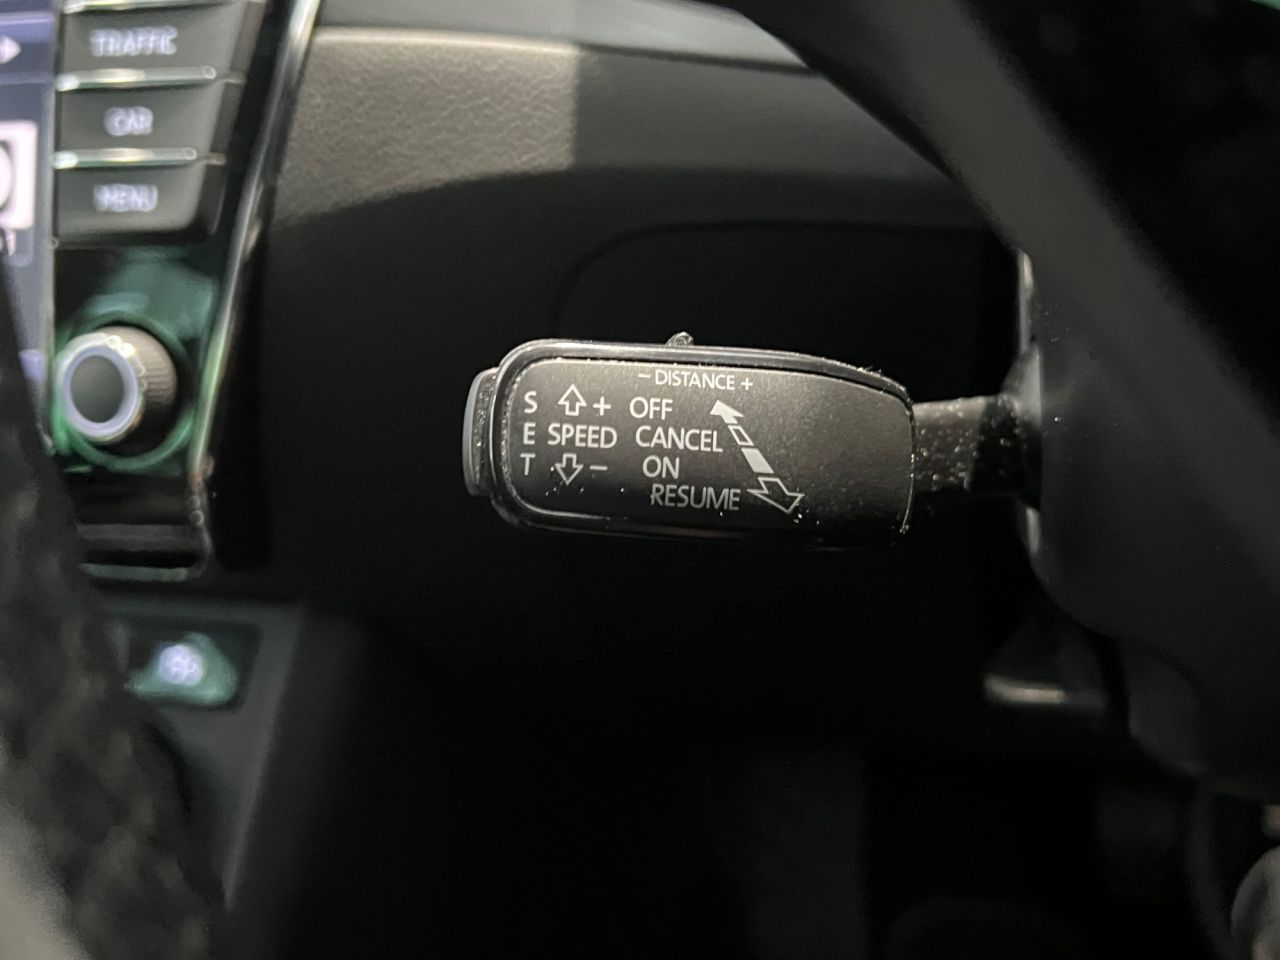 TRAFFIC
CAR
MENU
- DISTANCE +
S + OFF
E SPEED CANCEL
T - ON
RESUME